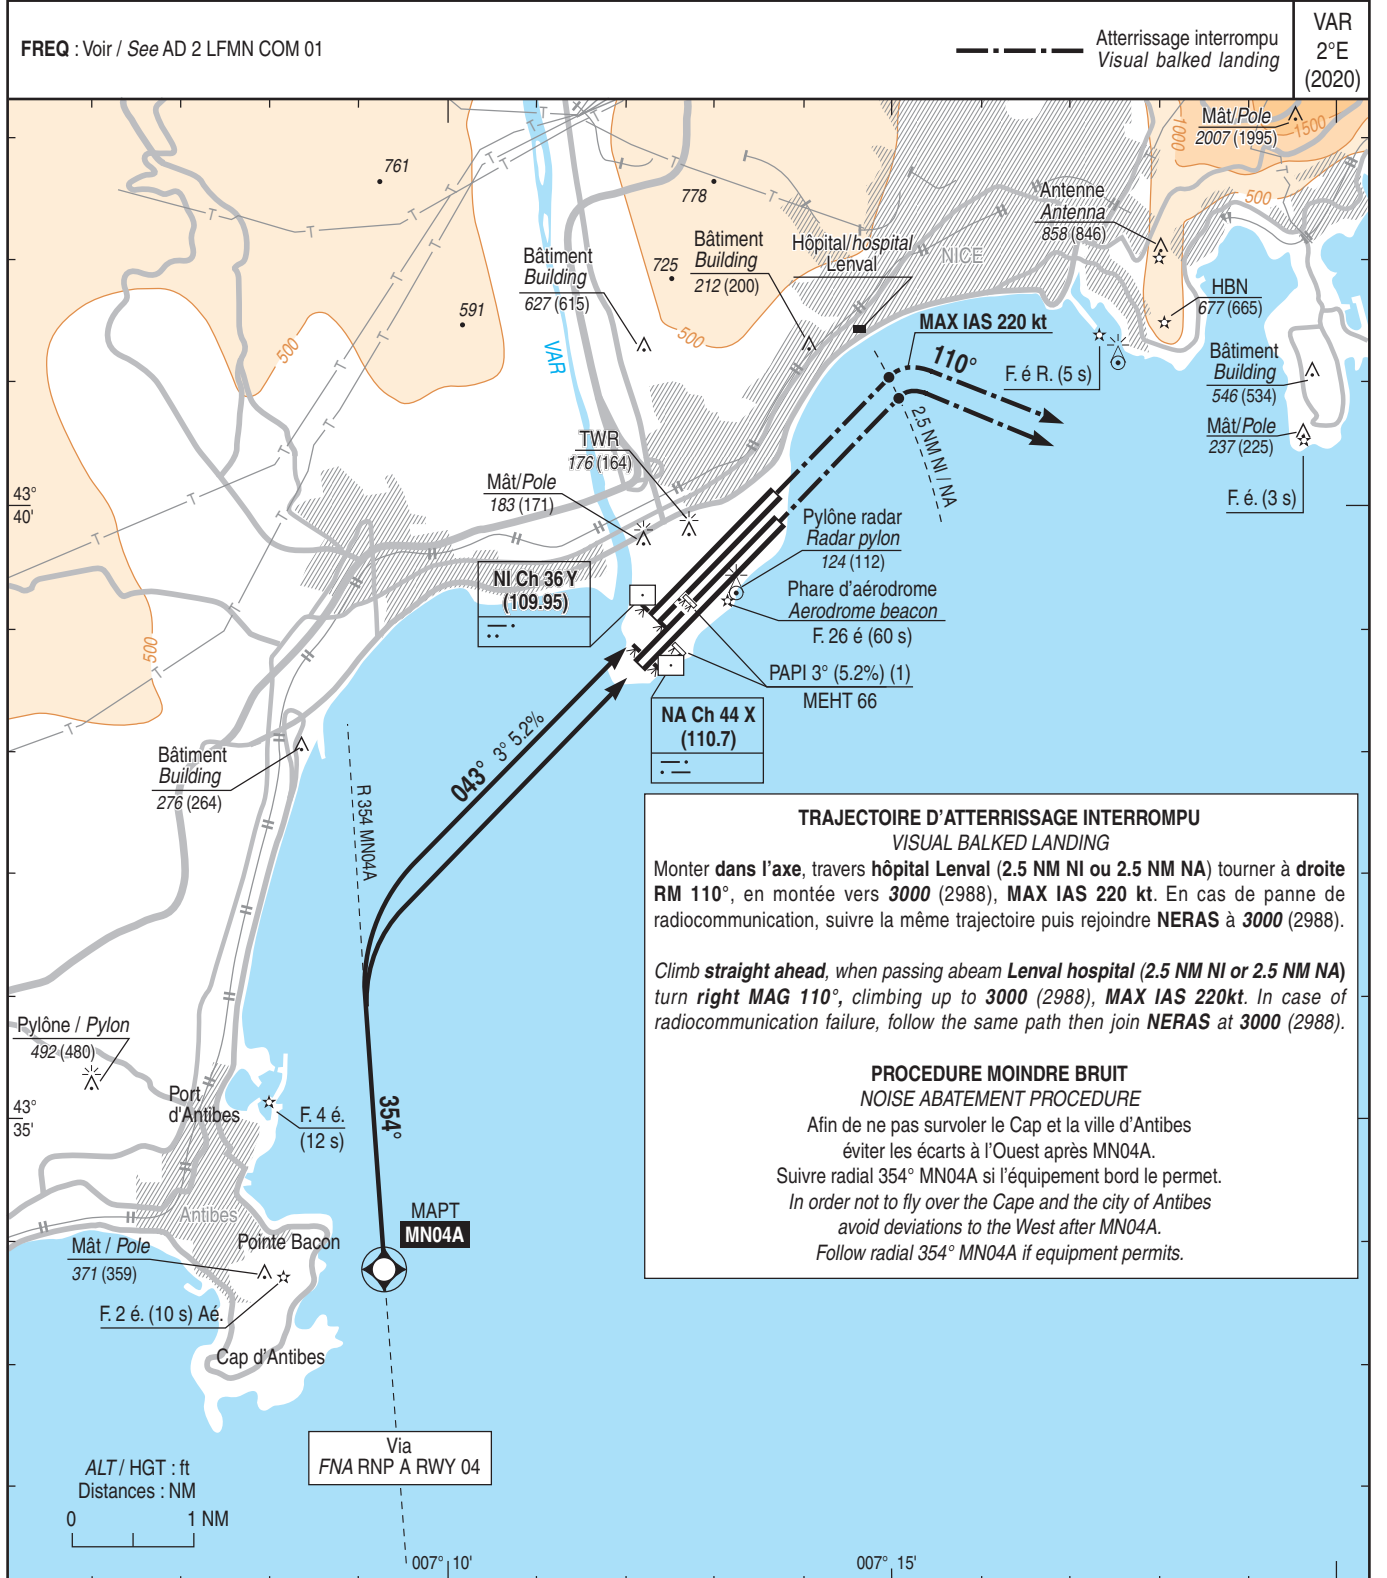 FREQ : Voir / See AD 2 LFMN COM 01
Atterrissage interrompu
Visual balked landing
VAR
2°E
(2020)
Mât/Pole
2007 (1995)
1000
1500
500
761
778
Antenne
Antenna
858 (846)
Bâtiment
Building
627 (615)
725
Bâtiment
Building
212 (200)
Hôpital/hospital
Lenval
NICE
HBN
677 (665)
591
500
500
VAR
MAX IAS 220 kt
110°
F. é R. (5 s)
Bâtiment
Building
546 (534)
2.5 NM NI / NA
TWR
176 (164)
Mât/Pole
237 (225)
Mât/Pole
183 (171)
F. é. (3 s)
43°
40'
Pylône radar
Radar pylon
124 (112)
NI Ch 36 Y
(109.95)
Phare d'aérodrome
Aerodrome beacon
F. 26 é (60 s)
500
PAPI 3° (5.2%) (1)
MEHT 66
NA Ch 44 X
(110.7)
043° 3° 5.2%
Bâtiment
Building
276 (264)
R 354 MN04A
TRAJECTOIRE D'ATTERRISSAGE INTERROMPU
VISUAL BALKED LANDING
Monter dans l'axe, travers hôpital Lenval (2.5 NM NI ou 2.5 NM NA) tourner à droite
RM 110°, en montée vers 3000 (2988), MAX IAS 220 kt. En cas de panne de
radiocommunication, suivre la même trajectoire puis rejoindre NERAS à 3000 (2988).
Climb straight ahead, when passing abeam Lenval hospital (2.5 NM NI or 2.5 NM NA)
turn right MAG 110°, climbing up to 3000 (2988), MAX IAS 220kt. In case of
radiocommunication failure, follow the same path then join NERAS at 3000 (2988).
PROCEDURE MOINDRE BRUIT
NOISE ABATEMENT PROCEDURE
Afin de ne pas survoler le Cap et la ville d'Antibes
éviter les écarts à l'Ouest après MN04A.
Suivre radial 354° MN04A si l'équipement bord le permet.
In order not to fly over the Cape and the city of Antibes
avoid deviations to the West after MN04A.
Follow radial 354° MN04A if equipment permits.
Pylône / Pylon
492 (480)
Port
d'Antibes
43°
35'
F. 4 é.
(12 s)
354°
Antibes
MAPT
MN04A
Mât / Pole
371 (359)
Pointe Bacon
F. 2 é. (10 s) Aé.
Cap d'Antibes
Via
FNA RNP A RWY 04
ALT / HGT : ft
Distances : NM
0 1 NM
007° 10'
007° 15'